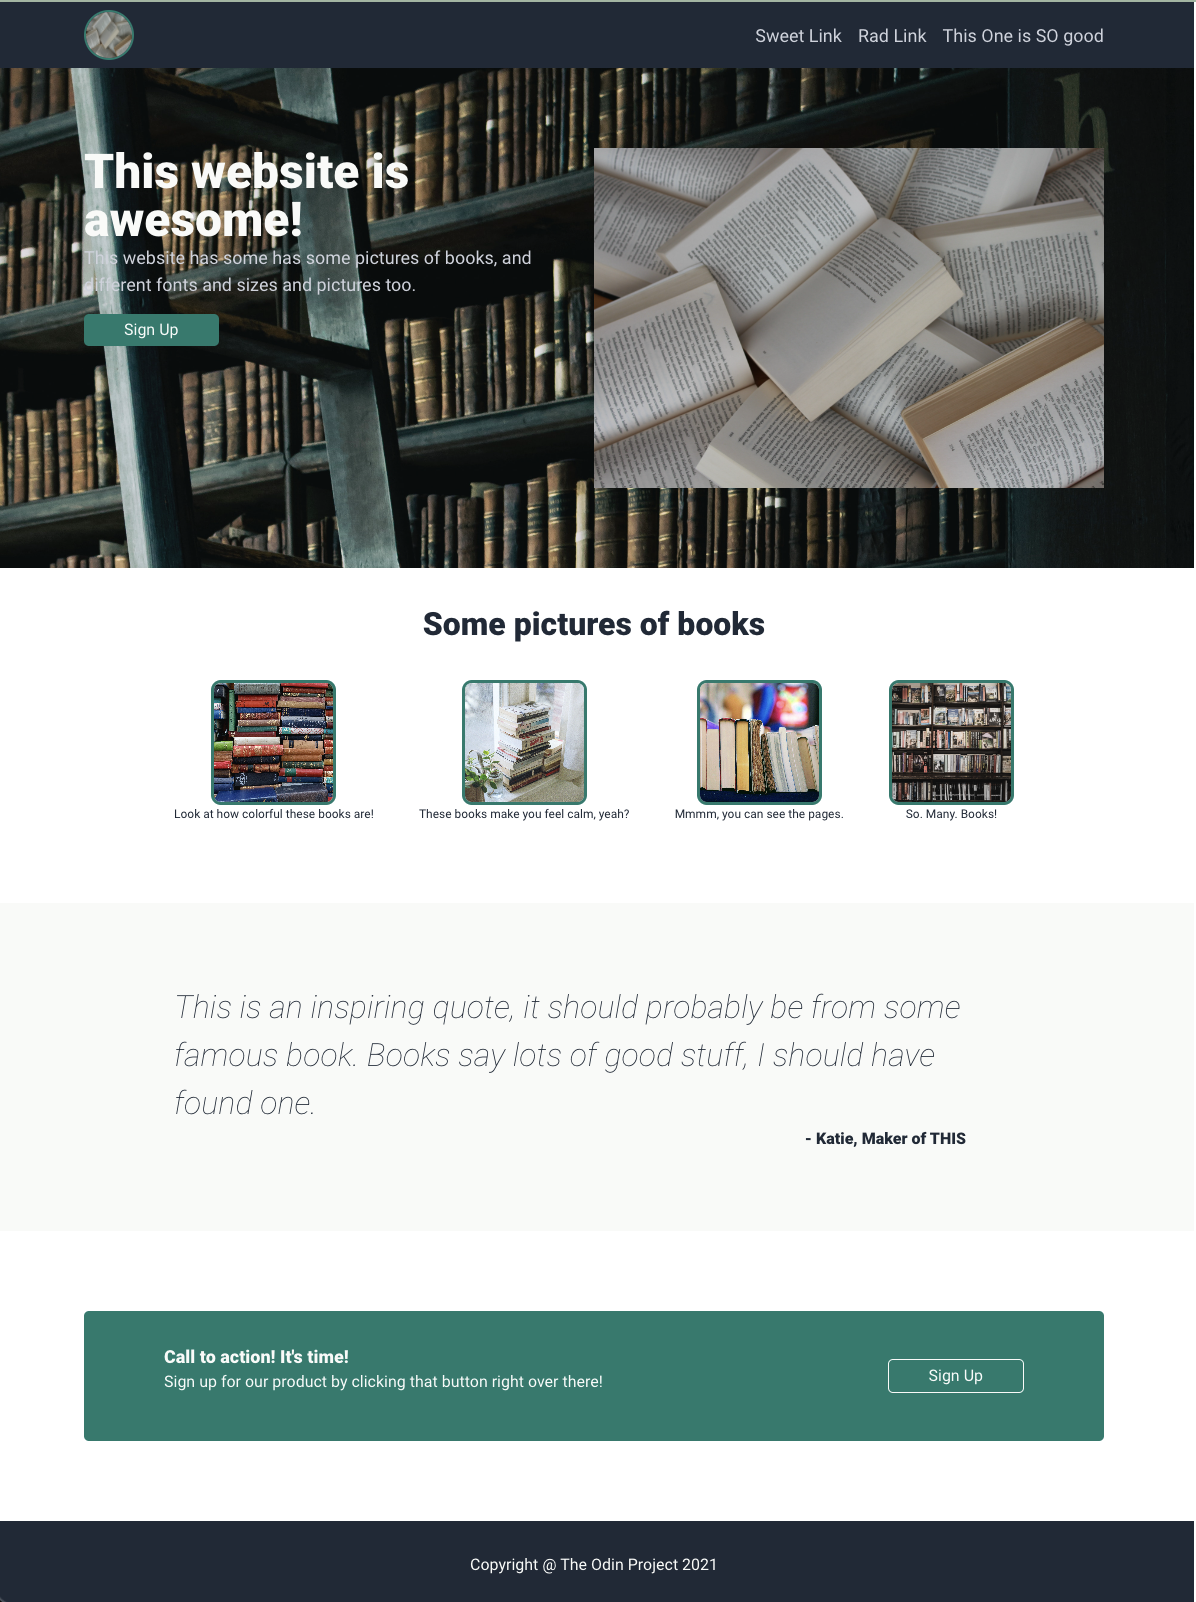 Sweet Link Rad Link This One is SO good
This website is
awesome!
This website has some has some pictures of books, and
different fonts and sizes and pictures too.
Sign Up
Some pictures of books
Look at how colorful these books are!
These books make you feel calm, yeah?
Mmmm, you can see the pages.
So. Many. Books!
This is an inspiring quote, it should probably be from some
famous book. Books say lots of good stuff, I should have
found one.
- Katie, Maker of THIS
Call to action! It's time!
Sign up for our product by clicking that button right over there!
Sign Up
Copyright @ The Odin Project 2021